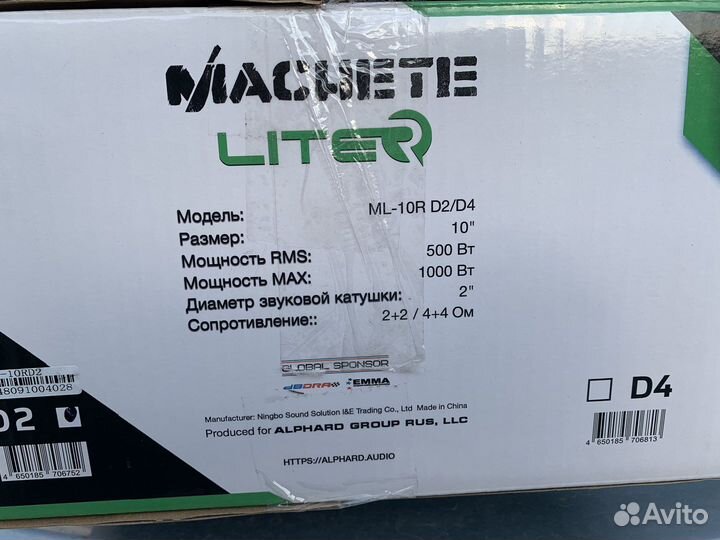 MACHETE
LITER
Модель: ML-10R D2/D4
Размер: 10"
Мощность RMS: 500 Вт
Мощность MAX: 1000 Вт
Диаметр звуковой катушки: 2"
Сопротивление:: 2+2 / 4+4 Ом
GLOBAL SPONSOR
dBDRA EMMA
-10RD2
48091004028
D2
D4
Manufacturer: Ningbo Sound Solution I&E Trading Co., Ltd Made in China
Produced for ALPHARD GROUP RUS, LLC
4 650185 706752
4 650185 706813
HTTPS://ALPHARD.AUDIO
Avito